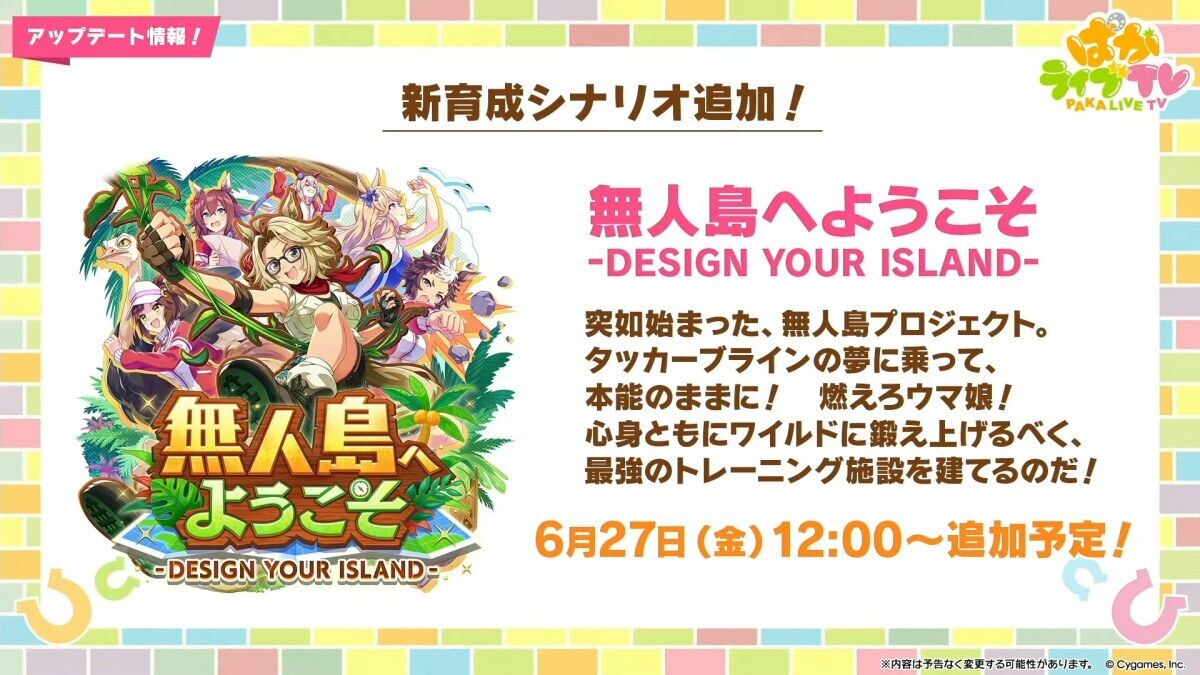 アップデート情報！
ぱか
ライブTV
PAKALIVE TV
新育成シナリオ追加！
無人島へ
ようこそ
-DESIGN YOUR ISLAND-
無人島へようこそ
-DESIGN YOUR ISLAND-
突如始まった、無人島プロジェクト。
タッカーブラインの夢に乗って、
本能のままに！　燃えろウマ娘！
心身ともにワイルドに鍛え上げるべく、
最強のトレーニング施設を建てるのだ！
6月27日（金）12:00～追加予定！
※内容は予告なく変更する可能性があります。 © Cygames, Inc.